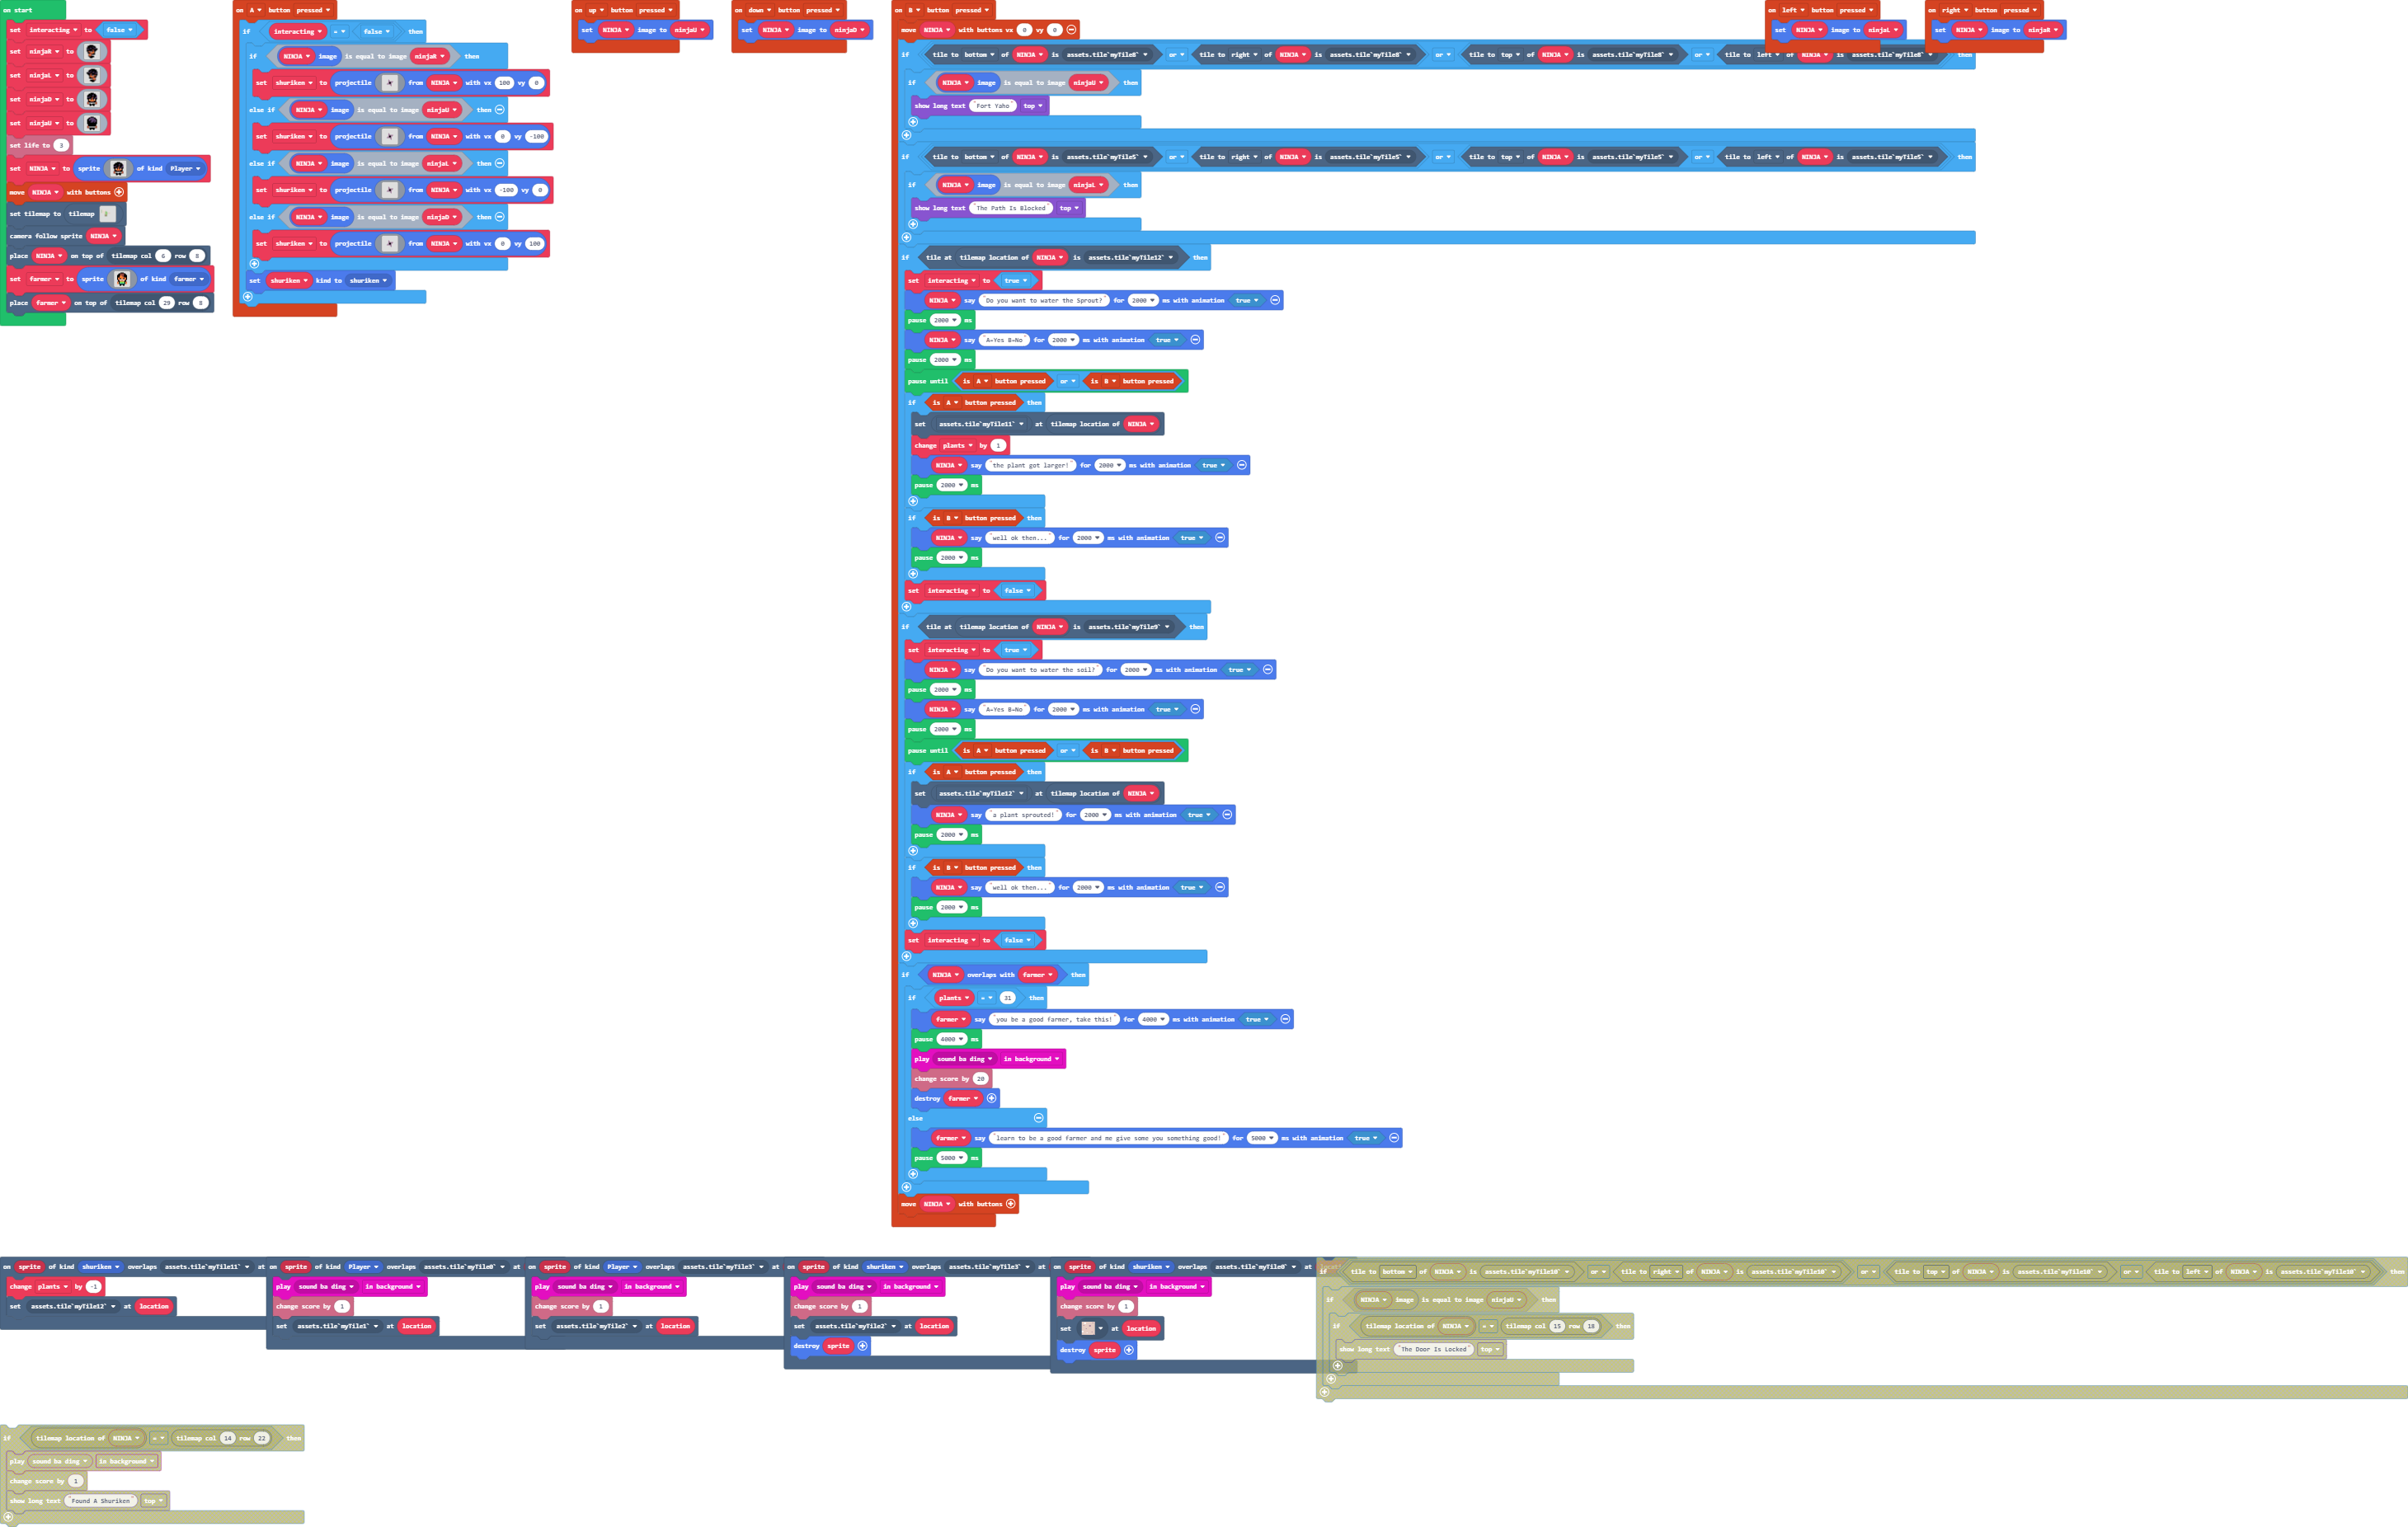 on start
set interacting to false
set ninjaR to
set ninjaL to
set ninjaD to
set ninjaU to
set life to 3
set NINJA to sprite of kind Player
move NINJA with buttons
set tilemap to tilemap
camera follow sprite NINJA
place NINJA on top of tilemap col 6 row 8
set farmer to sprite of kind farmer
place farmer on top of tilemap col 29 row 8
on A button pressed
if interacting = false then
if NINJA image is equal to image ninjaR then
set shuriken to projectile from NINJA with vx 100 vy 0
else if NINJA image is equal to image ninjaU then
set shuriken to projectile from NINJA with vx 0 vy -100
else if NINJA image is equal to image ninjaL then
set shuriken to projectile from NINJA with vx -100 vy 0
else if NINJA image is equal to image ninjaD then
set shuriken to projectile from NINJA with vx 0 vy 100
set shuriken kind to shuriken
on up button pressed
set NINJA image to ninjaU
on down button pressed
set NINJA image to ninjaD
on B button pressed
move NINJA with buttons vx 0 vy 0
if tile to bottom of NINJA is assets.tile`myTile8` or tile to right of NINJA is assets.tile`myTile8` or tile to top of NINJA is assets.tile`myTile8` or tile to left of NINJA is assets.tile`myTile8` then
if NINJA image is equal to image ninjaU then
show long text "Fort Yaho" top
if tile to bottom of NINJA is assets.tile`myTile5` or tile to right of NINJA is assets.tile`myTile5` or tile to top of NINJA is assets.tile`myTile5` or tile to left of NINJA is assets.tile`myTile5` then
if NINJA image is equal to image ninjaL then
show long text "The Path Is Blocked" top
if tile at tilemap location of NINJA is assets.tile`myTile12` then
set interacting to true
NINJA say "Do you want to water the Sprout?" for 2000 ms with animation true
pause 2000 ms
NINJA say "A=Yes B=No" for 2000 ms with animation true
pause 2000 ms
pause until is A button pressed or is B button pressed
if is A button pressed then
set assets.tile`myTile11` at tilemap location of NINJA
change plants by 1
NINJA say "the plant got larger!" for 2000 ms with animation true
pause 2000 ms
if is B button pressed then
NINJA say "well ok then..." for 2000 ms with animation true
pause 2000 ms
set interacting to false
if tile at tilemap location of NINJA is assets.tile`myTile9` then
set interacting to true
NINJA say "Do you want to water the soil?" for 2000 ms with animation true
pause 2000 ms
NINJA say "A=Yes B=No" for 2000 ms with animation true
pause 2000 ms
pause until is A button pressed or is B button pressed
if is A button pressed then
set assets.tile`myTile12` at tilemap location of NINJA
NINJA say "a plant sprouted!" for 2000 ms with animation true
pause 2000 ms
if is B button pressed then
NINJA say "well ok then..." for 2000 ms with animation true
pause 2000 ms
set interacting to false
if NINJA overlaps with farmer then
if plants = 31 then
farmer say "you be a good farmer, take this!" for 4000 ms with animation true
pause 4000 ms
play sound ba ding in background
change score by 20
destroy farmer
else
farmer say "learn to be a good farmer and me give some you something good!" for 5000 ms with animation true
pause 5000 ms
move NINJA with buttons
on left button pressed
set NINJA image to ninjaL
on right button pressed
set NINJA image to ninjaR
on sprite of kind shuriken overlaps assets.tile`myTile11` at
change plants by -1
set assets.tile`myTile12` at location
on sprite of kind Player overlaps assets.tile`myTile0` at
play sound ba ding in background
change score by 1
set assets.tile`myTile1` at location
on sprite of kind Player overlaps assets.tile`myTile3` at
play sound ba ding in background
change score by 1
set assets.tile`myTile2` at location
on sprite of kind shuriken overlaps assets.tile`myTile3` at
play sound ba ding in background
change score by 1
set assets.tile`myTile2` at location
destroy sprite
on sprite of kind shuriken overlaps assets.tile`myTile0` at
play sound ba ding in background
change score by 1
set at location
destroy sprite
if tile to bottom of NINJA is assets.tile`myTile10` or tile to right of NINJA is assets.tile`myTile10` or tile to top of NINJA is assets.tile`myTile10` or tile to left of NINJA is assets.tile`myTile10` then
if NINJA image is equal to image ninjaU then
if tilemap location of NINJA = tilemap col 15 row 18 then
show long text "The Door Is Locked" top
if tilemap location of NINJA = tilemap col 14 row 22 then
play sound ba ding in background
change score by 1
show long text "Found A Shuriken" top